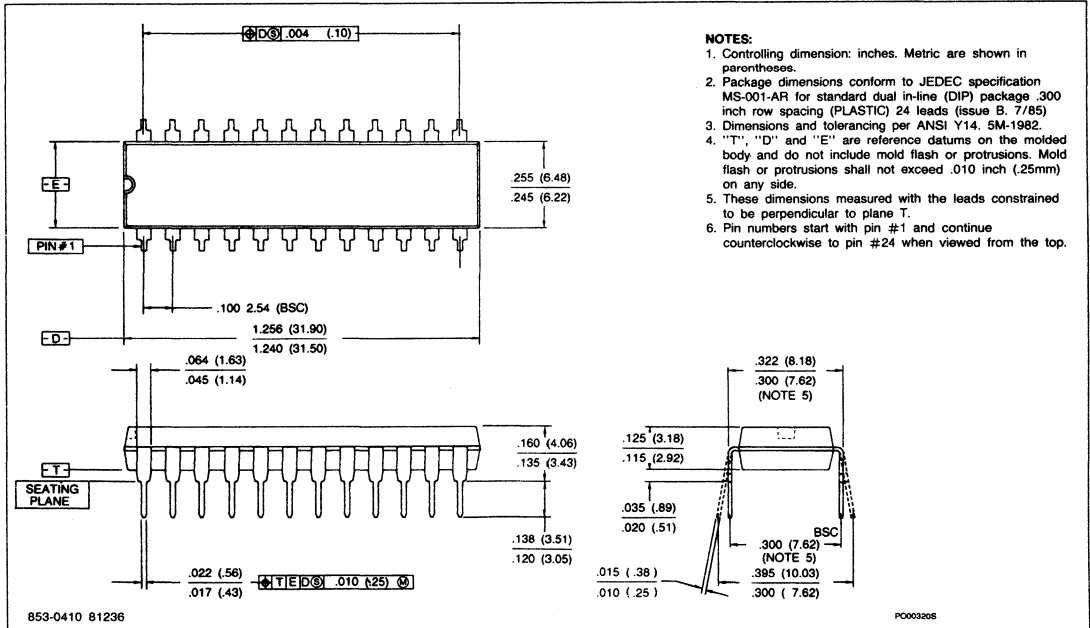 D Ⓢ .004 (.10)
NOTES:
1. Controlling dimension: inches. Metric are shown in
parentheses.
2. Package dimensions conform to JEDEC specification
MS-001-AR for standard dual in-line (DIP) package .300
inch row spacing (PLASTIC) 24 leads (issue B. 7/85)
3. Dimensions and tolerancing per ANSI Y14. 5M-1982.
4. "T", "D" and "E" are reference datums on the molded
body and do not include mold flash or protrusions. Mold
flash or protrusions shall not exceed .010 inch (.25mm)
on any side.
5. These dimensions measured with the leads constrained
to be perpendicular to plane T.
6. Pin numbers start with pin #1 and continue
counterclockwise to pin #24 when viewed from the top.
-E-
.255 (6.48)
.245 (6.22)
PIN #1
.100 2.54 (BSC)
-D-
1.256 (31.90)
1.240 (31.50)
.064 (1.63)
.045 (1.14)
.160 (4.06)
.135 (3.43)
-T-
SEATING
PLANE
.138 (3.51)
.120 (3.05)
.022 (.56)
.017 (.43)
T E D Ⓢ .010 (.25) Ⓜ
.322 (8.18)
.300 (7.62)
(NOTE 5)
.125 (3.18)
.115 (2.92)
.035 (.89)
.020 (.51)
BSC
.300 (7.62)
(NOTE 5)
.395 (10.03)
.300 ( 7.62)
.015 ( .38 )
.010 ( .25 )
853-0410 81236
PO00320S